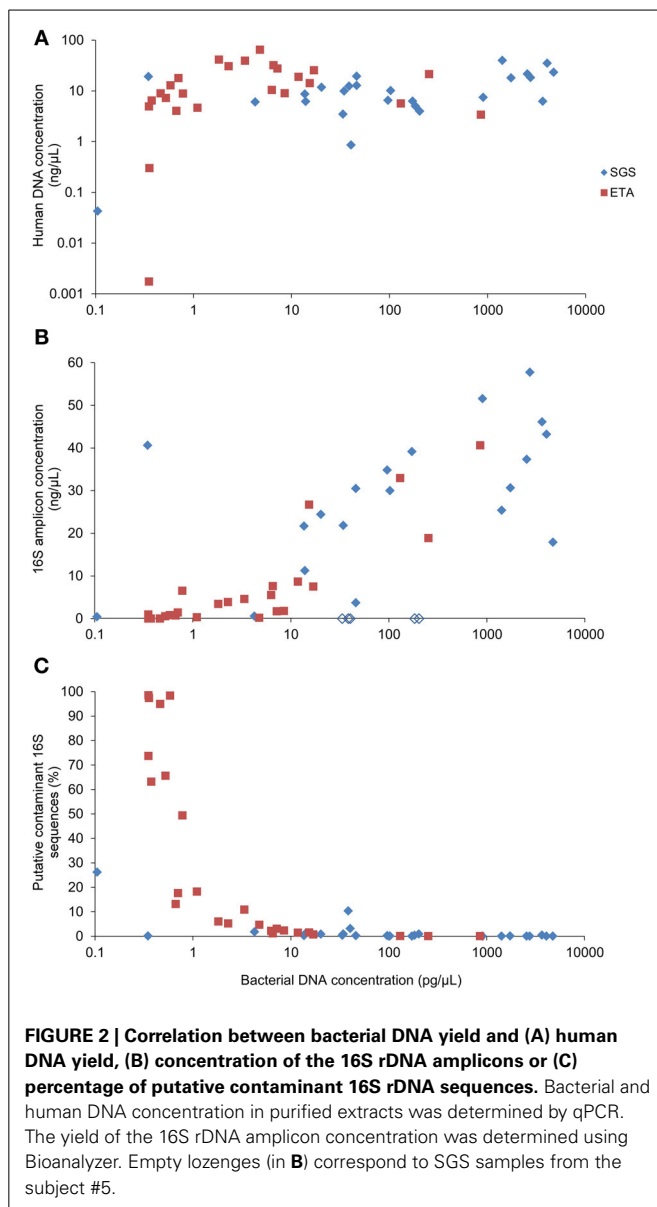 A
Human DNA concentration
(ng/µL)
100
10
1
0.1
0.01
0.001
0.1 1 10 100 1000 10000
SGS
ETA
B
16S amplicon concentration
(ng/µL)
60
50
40
30
20
10
0
0.1 1 10 100 1000 10000
C
Putative contaminant 16S
sequences (%)
100
90
80
70
60
50
40
30
20
10
0
0.1 1 10 100 1000 10000
Bacterial DNA concentration (pg/µL)
FIGURE 2 | Correlation between bacterial DNA yield and (A) human
DNA yield, (B) concentration of the 16S rDNA amplicons or (C)
percentage of putative contaminant 16S rDNA sequences. Bacterial and
human DNA concentration in purified extracts was determined by qPCR.
The yield of the 16S rDNA amplicon concentration was determined using
Bioanalyzer. Empty lozenges (in B) correspond to SGS samples from the
subject #5.